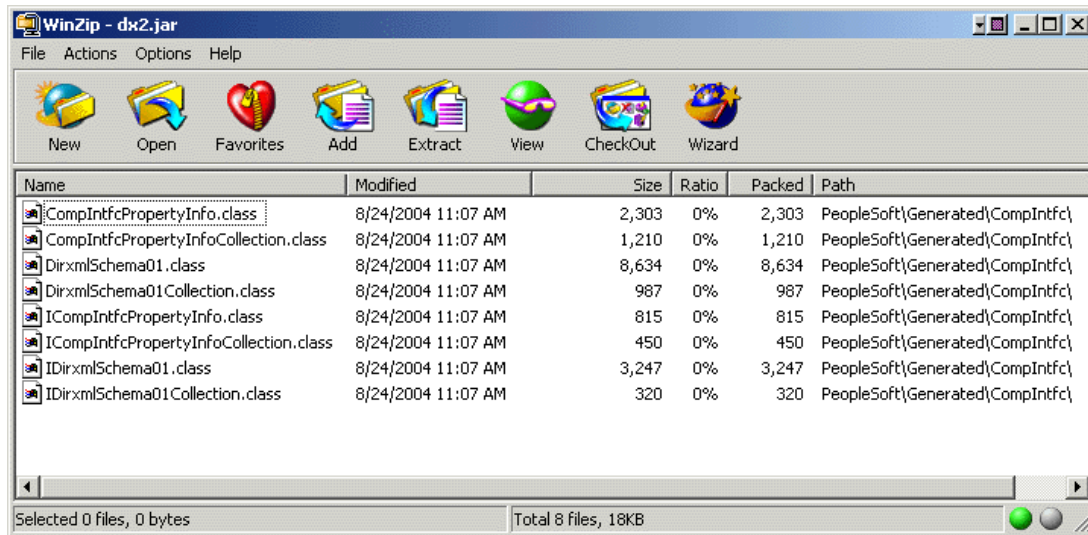 WinZip - dx2.jar
File Actions Options Help
New Open Favorites Add Extract View CheckOut Wizard
Name Modified Size Ratio Packed Path
CompIntfcPropertyInfo.class 8/24/2004 11:07 AM 2,303 0% 2,303 PeopleSoft\Generated\CompIntfc\
CompIntfcPropertyInfoCollection.class 8/24/2004 11:07 AM 1,210 0% 1,210 PeopleSoft\Generated\CompIntfc\
DirxmlSchema01.class 8/24/2004 11:07 AM 8,634 0% 8,634 PeopleSoft\Generated\CompIntfc\
DirxmlSchema01Collection.class 8/24/2004 11:07 AM 987 0% 987 PeopleSoft\Generated\CompIntfc\
ICompIntfcPropertyInfo.class 8/24/2004 11:07 AM 815 0% 815 PeopleSoft\Generated\CompIntfc\
ICompIntfcPropertyInfoCollection.class 8/24/2004 11:07 AM 450 0% 450 PeopleSoft\Generated\CompIntfc\
IDirxmlSchema01.class 8/24/2004 11:07 AM 3,247 0% 3,247 PeopleSoft\Generated\CompIntfc\
IDirxmlSchema01Collection.class 8/24/2004 11:07 AM 320 0% 320 PeopleSoft\Generated\CompIntfc\
Selected 0 files, 0 bytes Total 8 files, 18KB